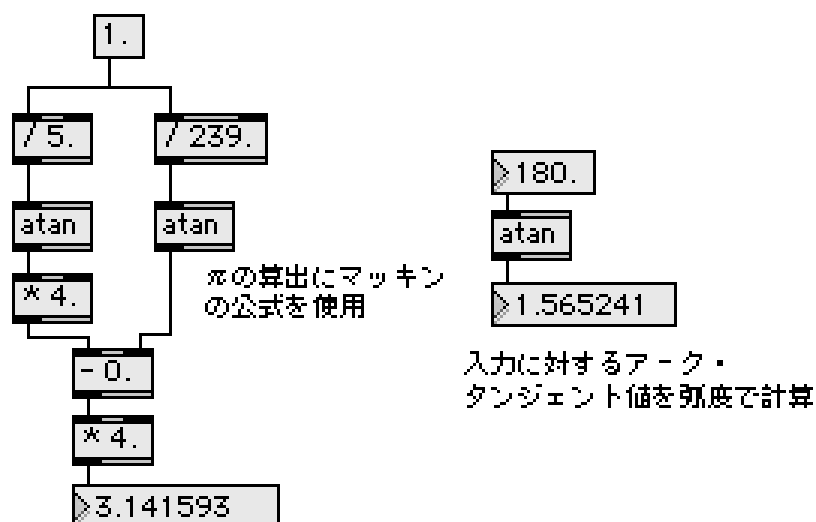 1.
/ 5.
/ 239.
atan
atan
* 4.
πの算出にマッキン
の公式を使用
- 0.
* 4.
3.141593
180.
atan
1.565241
入力に対するアーク・
タンジェント値を弧度で計算